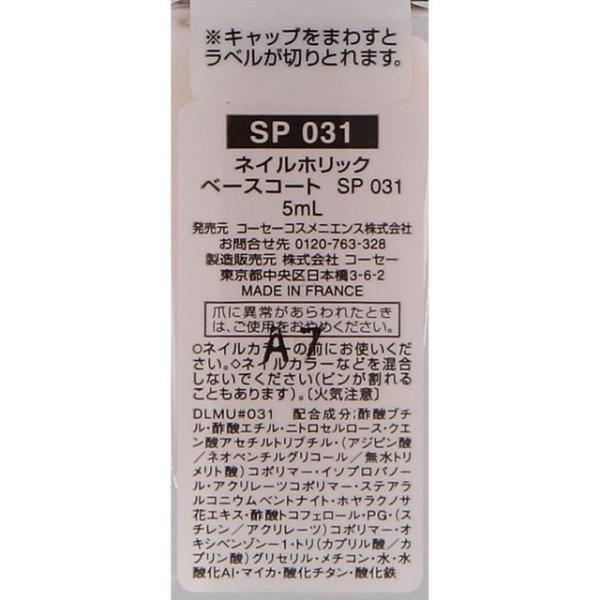 ※キャップをまわすと
ラベルが切りとれます。
SP 031
ネイルホリック
ベースコート SP 031
5mL
発売元 コーセーコスメニエンス株式会社
お問合せ先 0120-763-328
製造販売元 株式会社 コーセー
東京都中央区日本橋3-6-2
MADE IN FRANCE
爪に異常があらわれたとき
は、ご使用をおやめください。
A7
○ネイルカラーの前にお使いくだ
さい。◇ネイルカラーなどを混合
しないでください(ビンが割れる
こともあります)。〔火気注意〕
DLMU#031 配合成分;酢酸ブチ
ル・酢酸エチル・ニトロセルロース・クエ
ン酸アセチルトリブチル・(アジピン酸
/ネオペンチルグリコール/無水トリ
メリト酸)コポリマー・イソプロパノー
ル・アクリレーツコポリマー・ステアラ
ルコニウムベントナイト・ホヤラクノサ
花エキス・酢酸トコフェロール・PG・(ス
チレン/アクリレーツ)コポリマー・オ
キシベンゾン-1・トリ(カプリル酸/カ
プリン酸)グリセリル・メチコン・水・水
酸化Al・マイカ・酸化チタン・酸化鉄